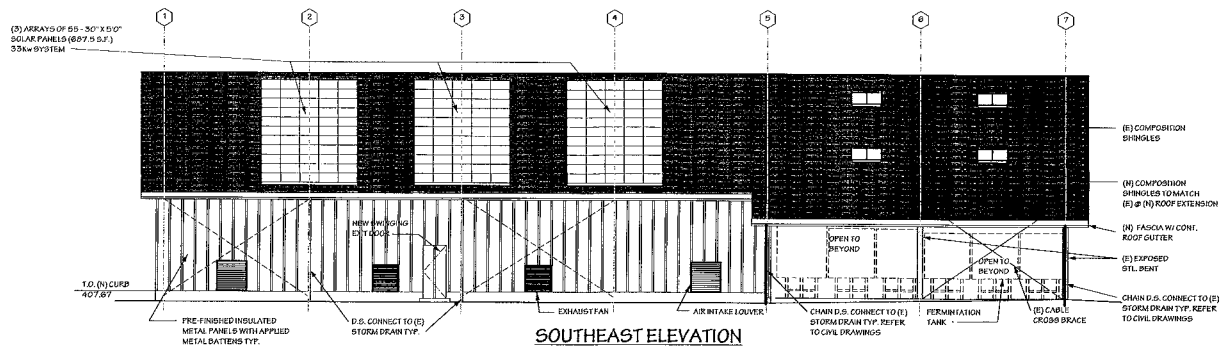 1
2
3
4
5
6
7
(3) ARRAYS OF 55 - 30" X 5'0"
SOLAR PANELS (687.5 S.F.)
33Kw SYSTEM
(E) COMPOSITION
SHINGLES
(N) COMPOSITION
SHINGLES TO MATCH
(E) @ (N) ROOF EXTENSION
(N) FASCIA W/ CONT.
ROOF GUTTER
NEW SWINGING
EXIT DOOR
OPEN TO
BEYOND
OPEN TO
BEYOND
(E) EXPOSED
STL. BENT
T.O. (N) CURB
407.67
PRE-FINISHED INSULATED
METAL PANELS WITH APPLIED
METAL BATTENS TYP.
D.S. CONNECT TO (E)
STORM DRAIN TYP.
EXHAUST FAN
AIR INTAKE LOUVER
CHAIN D.S. CONNECT TO (E)
STORM DRAIN TYP. REFER
TO CIVIL DRAWINGS
FERMINTATION
TANK
(E) CABLE
CROSS BRACE
CHAIN D.S. CONNECT TO (E)
STORM DRAIN TYP. REFER
TO CIVIL DRAWINGS
SOUTHEAST ELEVATION